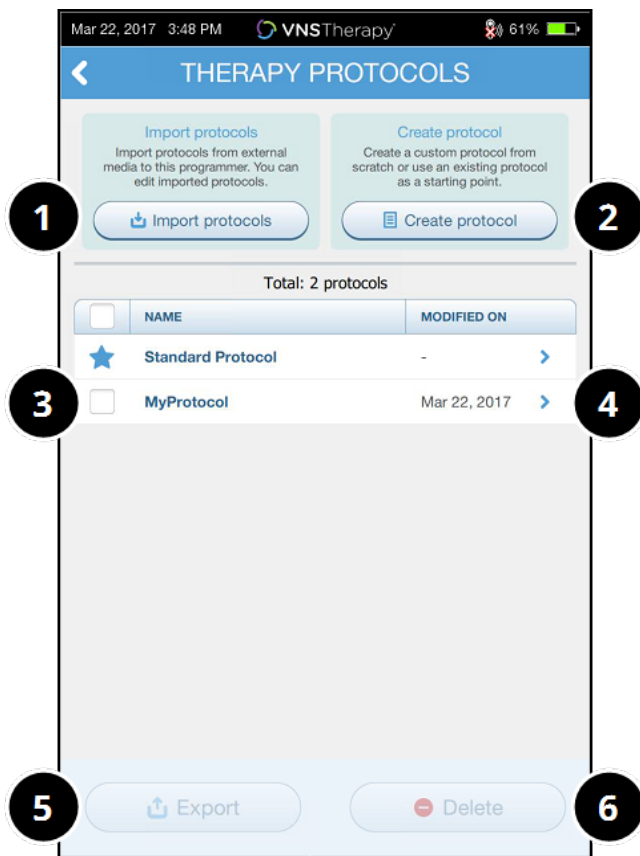 Mar 22, 2017 3:48 PM VNSTherapy 61%
THERAPY PROTOCOLS
Import protocols
Import protocols from external
media to this programmer. You can
edit imported protocols.
Import protocols
Create protocol
Create a custom protocol from
scratch or use an existing protocol
as a starting point.
Create protocol
1
2
Total: 2 protocols
NAME MODIFIED ON
Standard Protocol -
3 MyProtocol Mar 22, 2017 4
5 Export Delete 6